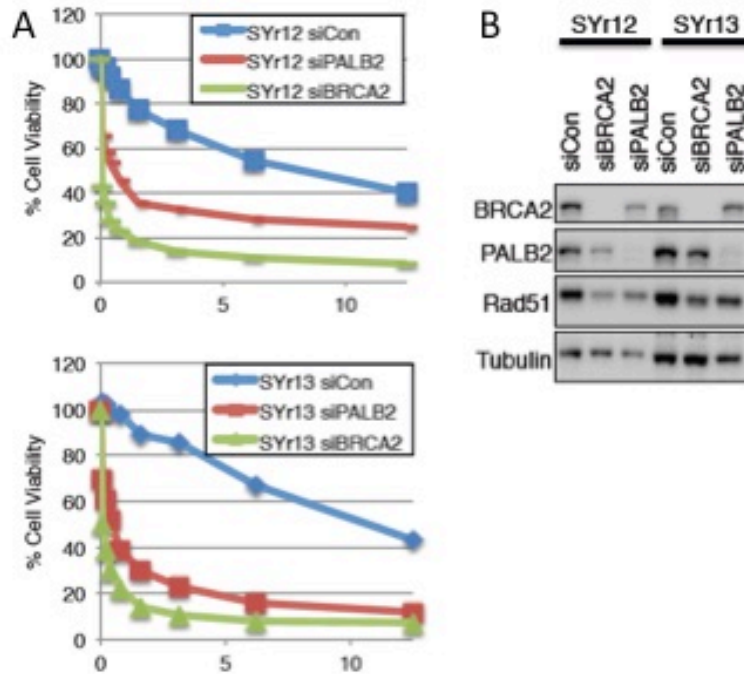 A
120
100
80
60
40
20
0
% Cell Viability
SYr12 siCon
SYr12 siPALB2
SYr12 siBRCA2
0 5 10
120
100
80
60
40
20
0
% Cell Viability
SYr13 siCon
SYr13 siPALB2
SYr13 siBRCA2
0 5 10
B
SYr12 SYr13
siCon siBRCA2 siPALB2 siCon siBRCA2 siPALB2
BRCA2
PALB2
Rad51
Tubulin